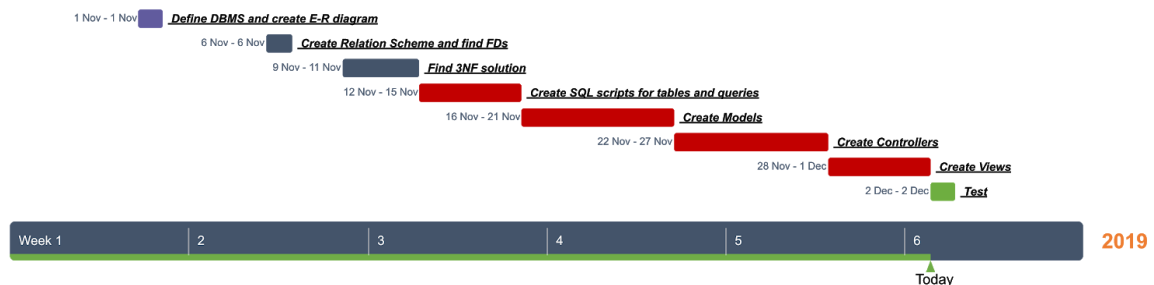 1 Nov - 1 Nov Define DBMS and create E-R diagram
6 Nov - 6 Nov Create Relation Scheme and find FDs
9 Nov - 11 Nov Find 3NF solution
12 Nov - 15 Nov Create SQL scripts for tables and queries
16 Nov - 21 Nov Create Models
22 Nov - 27 Nov Create Controllers
28 Nov - 1 Dec Create Views
2 Dec - 2 Dec Test
Week 1 2 3 4 5 6 2019
Today